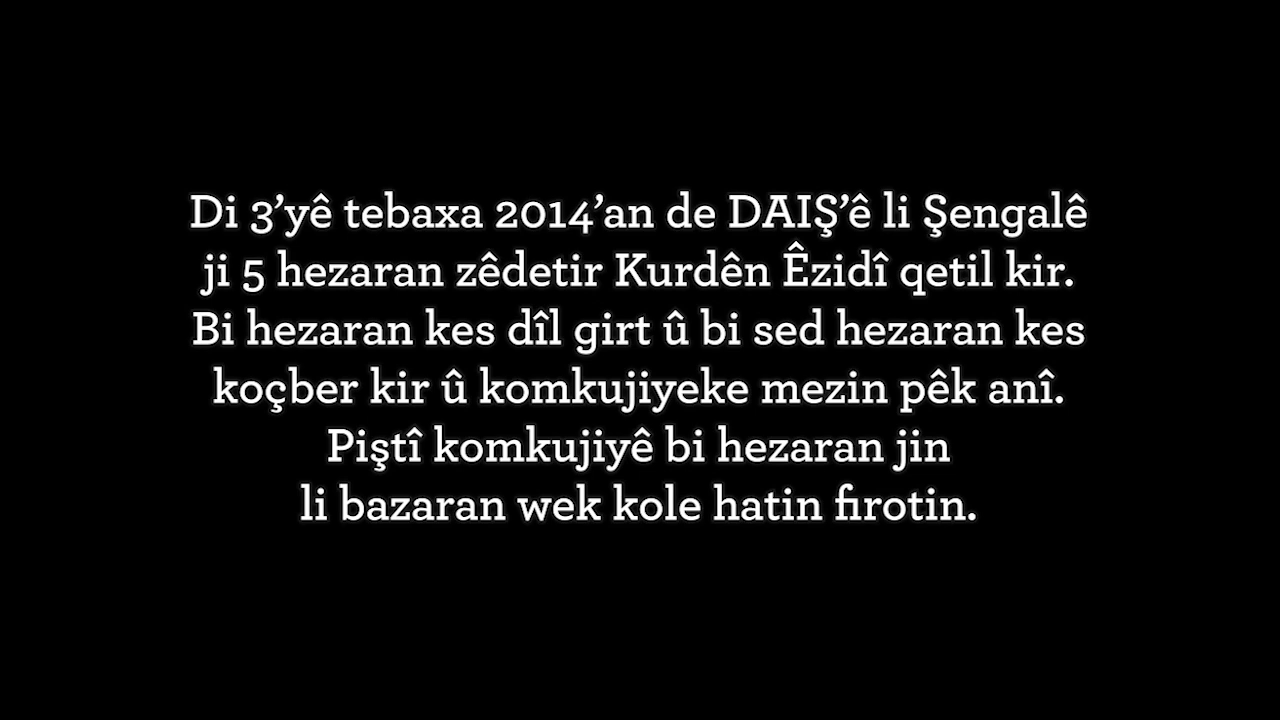 Di 3’yê tebaxa 2014’an de DAIŞ’ê li Şengalê
ji 5 hezaran zêdetir Kurdên Êzidî qetil kir.
Bi hezaran kes dîl girt û bi sed hezaran kes
koçber kir û komkujiyeke mezin pêk anî.
Piştî komkujiyê bi hezaran jin
li bazaran wek kole hatin firotin.